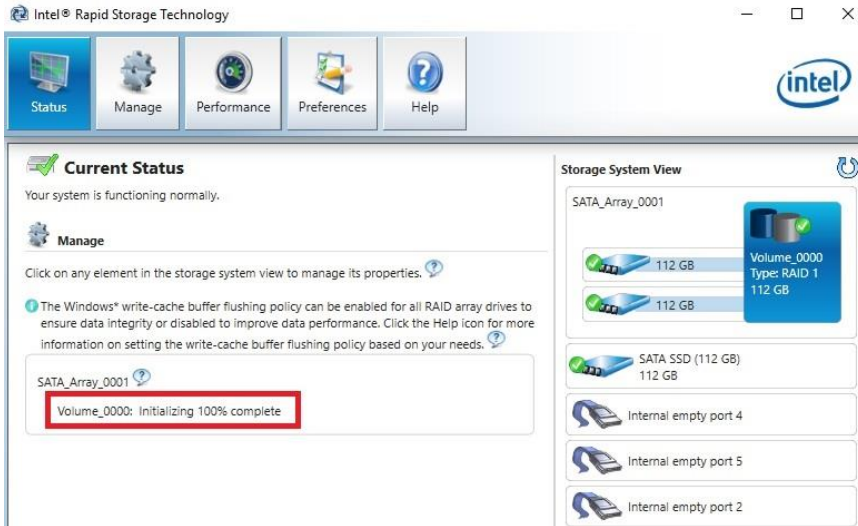 Intel® Rapid Storage Technology
Status
Manage
Performance
Preferences
Help
intel
Current Status
Your system is functioning normally.
Manage
Click on any element in the storage system view to manage its properties.
The Windows* write-cache buffer flushing policy can be enabled for all RAID array drives to
ensure data integrity or disabled to improve data performance. Click the Help icon for more
information on setting the write-cache buffer flushing policy based on your needs.
SATA_Array_0001
Volume_0000: Initializing 100% complete
Storage System View
SATA_Array_0001
112 GB
112 GB
Volume_0000
Type: RAID 1
112 GB
SATA SSD (112 GB)
112 GB
Internal empty port 4
Internal empty port 5
Internal empty port 2